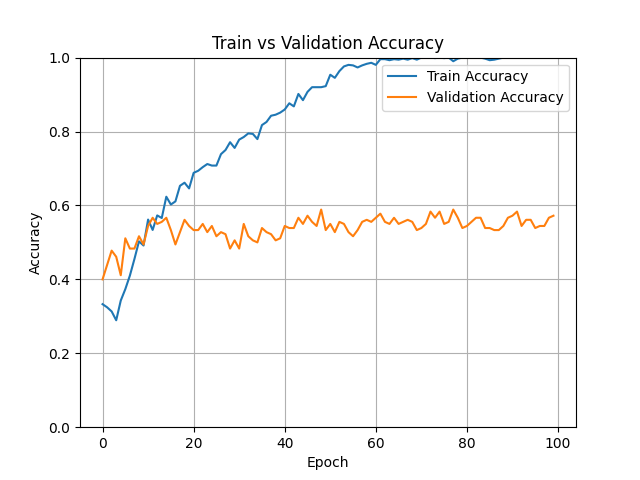 Train vs Validation Accuracy
1.0
0.8
0.6
0.4
0.2
0.0
Accuracy
Train Accuracy
Validation Accuracy
0 20 40 60 80 100
Epoch